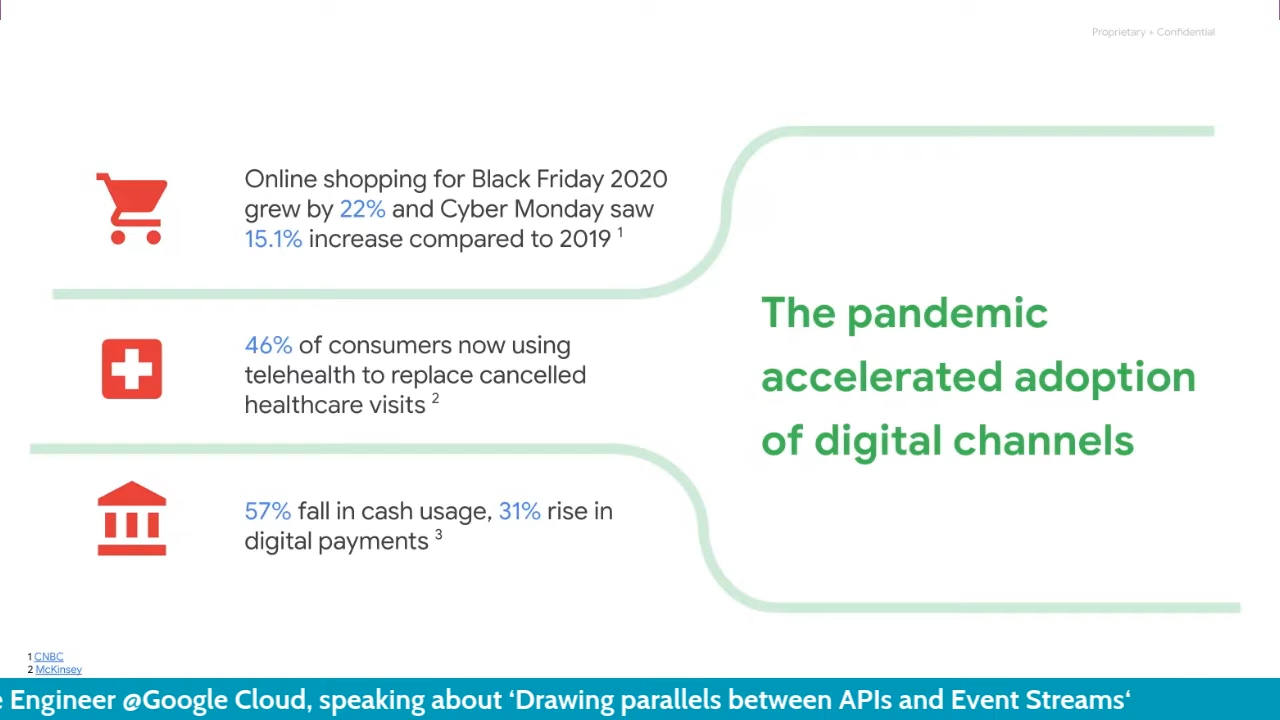 Proprietary + Confidential
Online shopping for Black Friday 2020
grew by 22% and Cyber Monday saw
15.1% increase compared to 2019 1
46% of consumers now using
telehealth to replace cancelled
healthcare visits 2
57% fall in cash usage, 31% rise in
digital payments 3
The pandemic
accelerated adoption
of digital channels
1 CNBC
2 McKinsey
Engineer @Google Cloud, speaking about ‘Drawing parallels between APIs and Event Streams‘